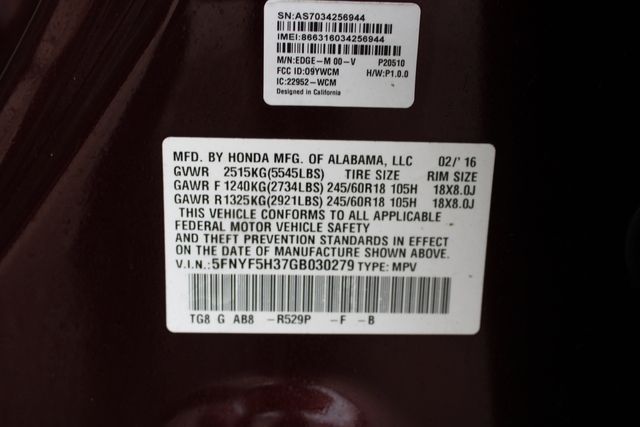 SN:AS7034256944
IMEI:866316034256944
M/N:EDGE-M 00-V P20510
FCC ID:O9YWCM H/W:P1.0.0
IC:22952-WCM
Designed in California
MFD. BY HONDA MFG. OF ALABAMA, LLC 02/'16
GVWR 2515KG(5545LBS) TIRE SIZE RIM SIZE
GAWR F 1240KG(2734LBS) 245/60R18 105H 18X8.0J
GAWR R1325KG(2921LBS) 245/60R18 105H 18X8.0J
THIS VEHICLE CONFORMS TO ALL APPLICABLE
FEDERAL MOTOR VEHICLE SAFETY
AND THEFT PREVENTION STANDARDS IN EFFECT
ON THE DATE OF MANUFACTURE SHOWN ABOVE.
V.I.N.:5FNYF5H37GB030279 TYPE: MPV
TG8 G AB8 -R529P -F -B